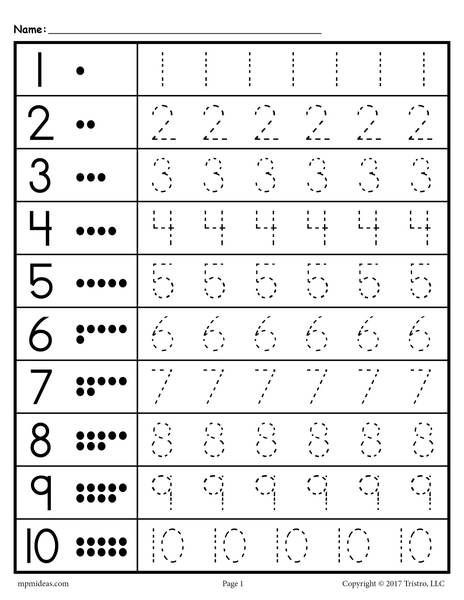 Name:
1 1 1 1 1 1 1 1
2 2 2 2 2 2 2
3 3 3 3 3 3 3
4 4 4 4 4 4 4
5 5 5 5 5 5 5
6 6 6 6 6 6 6
7 7 7 7 7 7 7
8 8 8 8 8 8 8
9 9 9 9 9 9 9
10 10 10 10 10 10
mpmideas.com Page 1 Copyright © 2017 Tristro, LLC